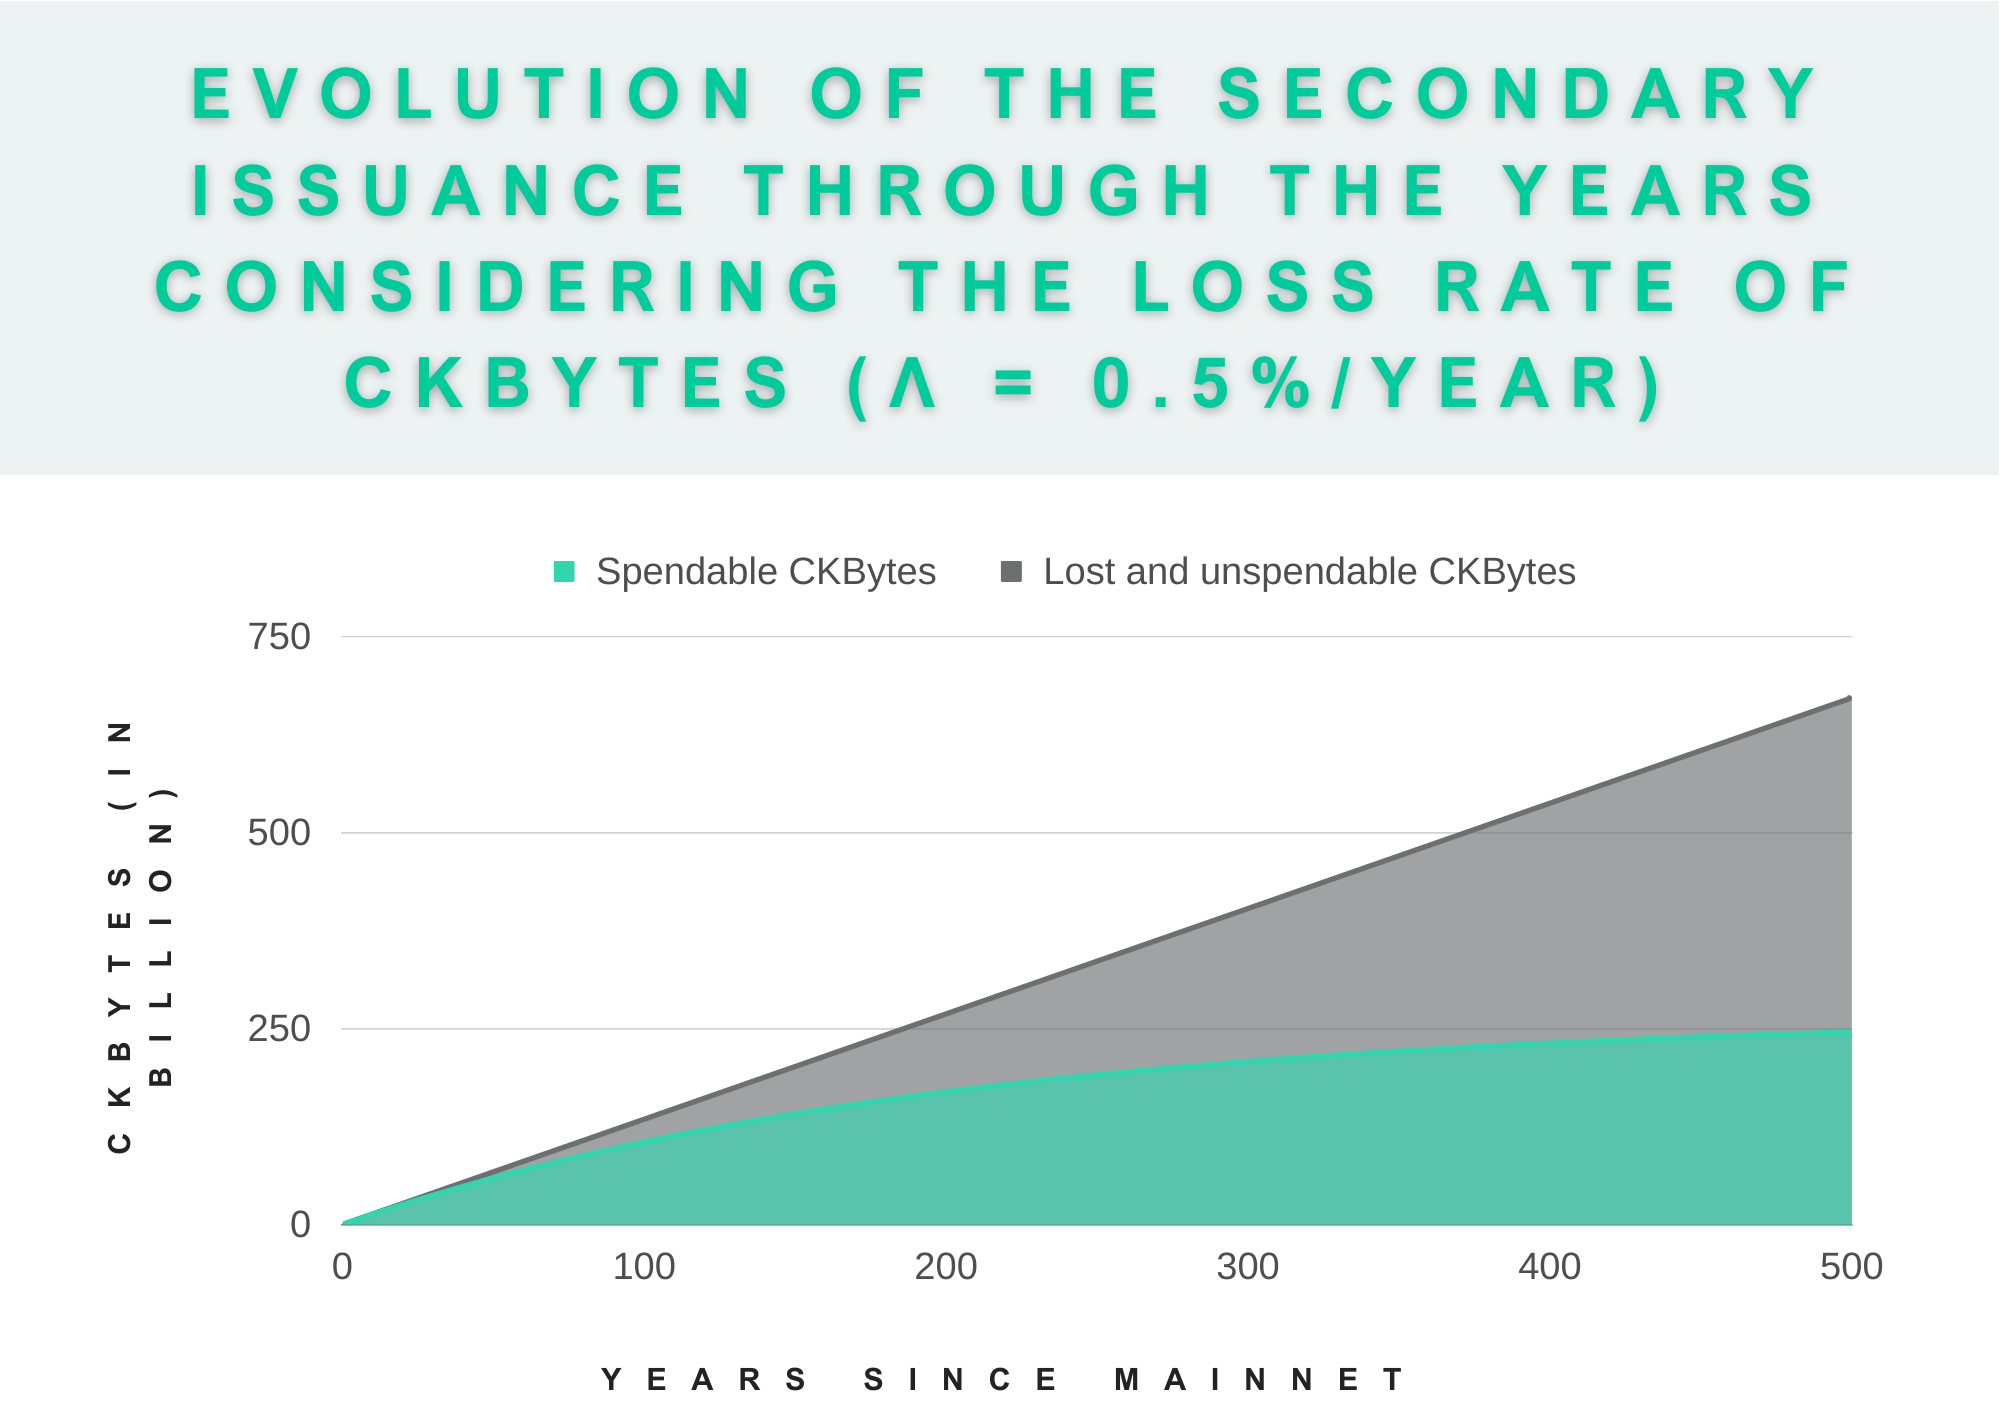 EVOLUTION OF THE SECONDARY
ISSUANCE THROUGH THE YEARS
CONSIDERING THE LOSS RATE OF
CKBYTES (Λ = 0.5%/YEAR)
Spendable CKBytes
Lost and unspendable CKBytes
750
500
250
0
CKBYTES (IN
BILLION)
0 100 200 300 400 500
YEARS SINCE MAINNET